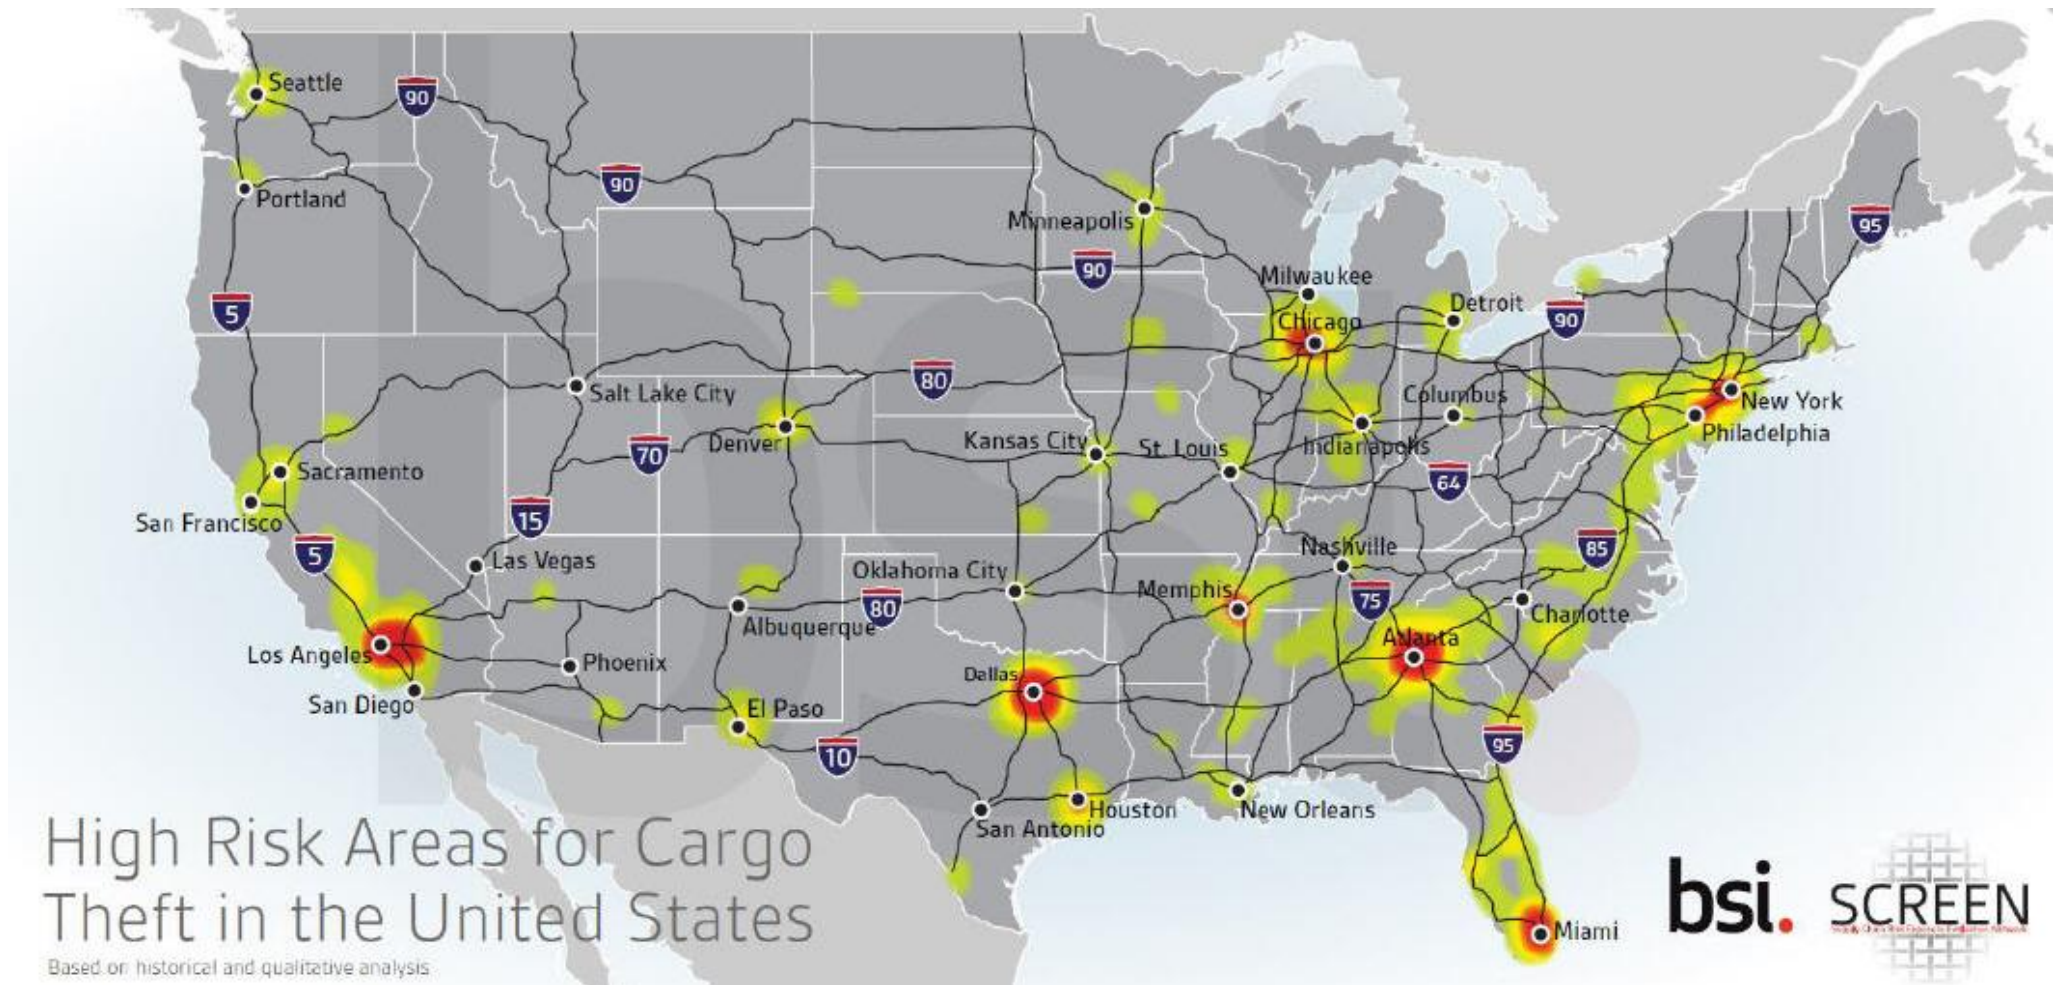 Seattle
90
Portland
90
Minneapolis
95
90
Milwaukee
5
Chicago
Detroit
90
Salt Lake City
80
Columbus
New York
Denver
Kansas City
St. Louis
Indianapolis
Philadelphia
70
Sacramento
64
San Francisco
15
5
Las Vegas
Nashville
85
Oklahoma City
80
Memphis
75
Charlotte
Albuquerque
Atlanta
Los Angeles
Phoenix
Dallas
San Diego
El Paso
10
95
Houston
New Orleans
San Antonio
High Risk Areas for Cargo
Theft in the United States
Based on historical and qualitative analysis
Miami
bsi.
SCREEN